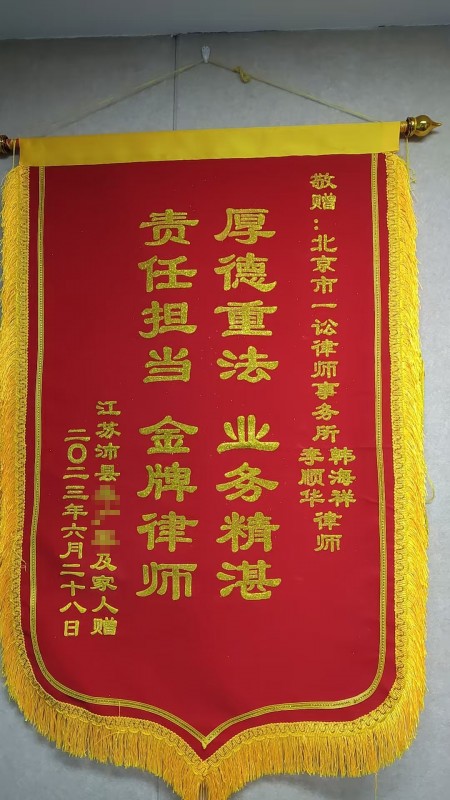 敬赠：北京市一讼律师事务所
韩海祥
李顺华
律师
厚德重法 业务精湛
责任担当 金牌律师
江苏沛县
及家人赠
二〇二三年六月二十八日